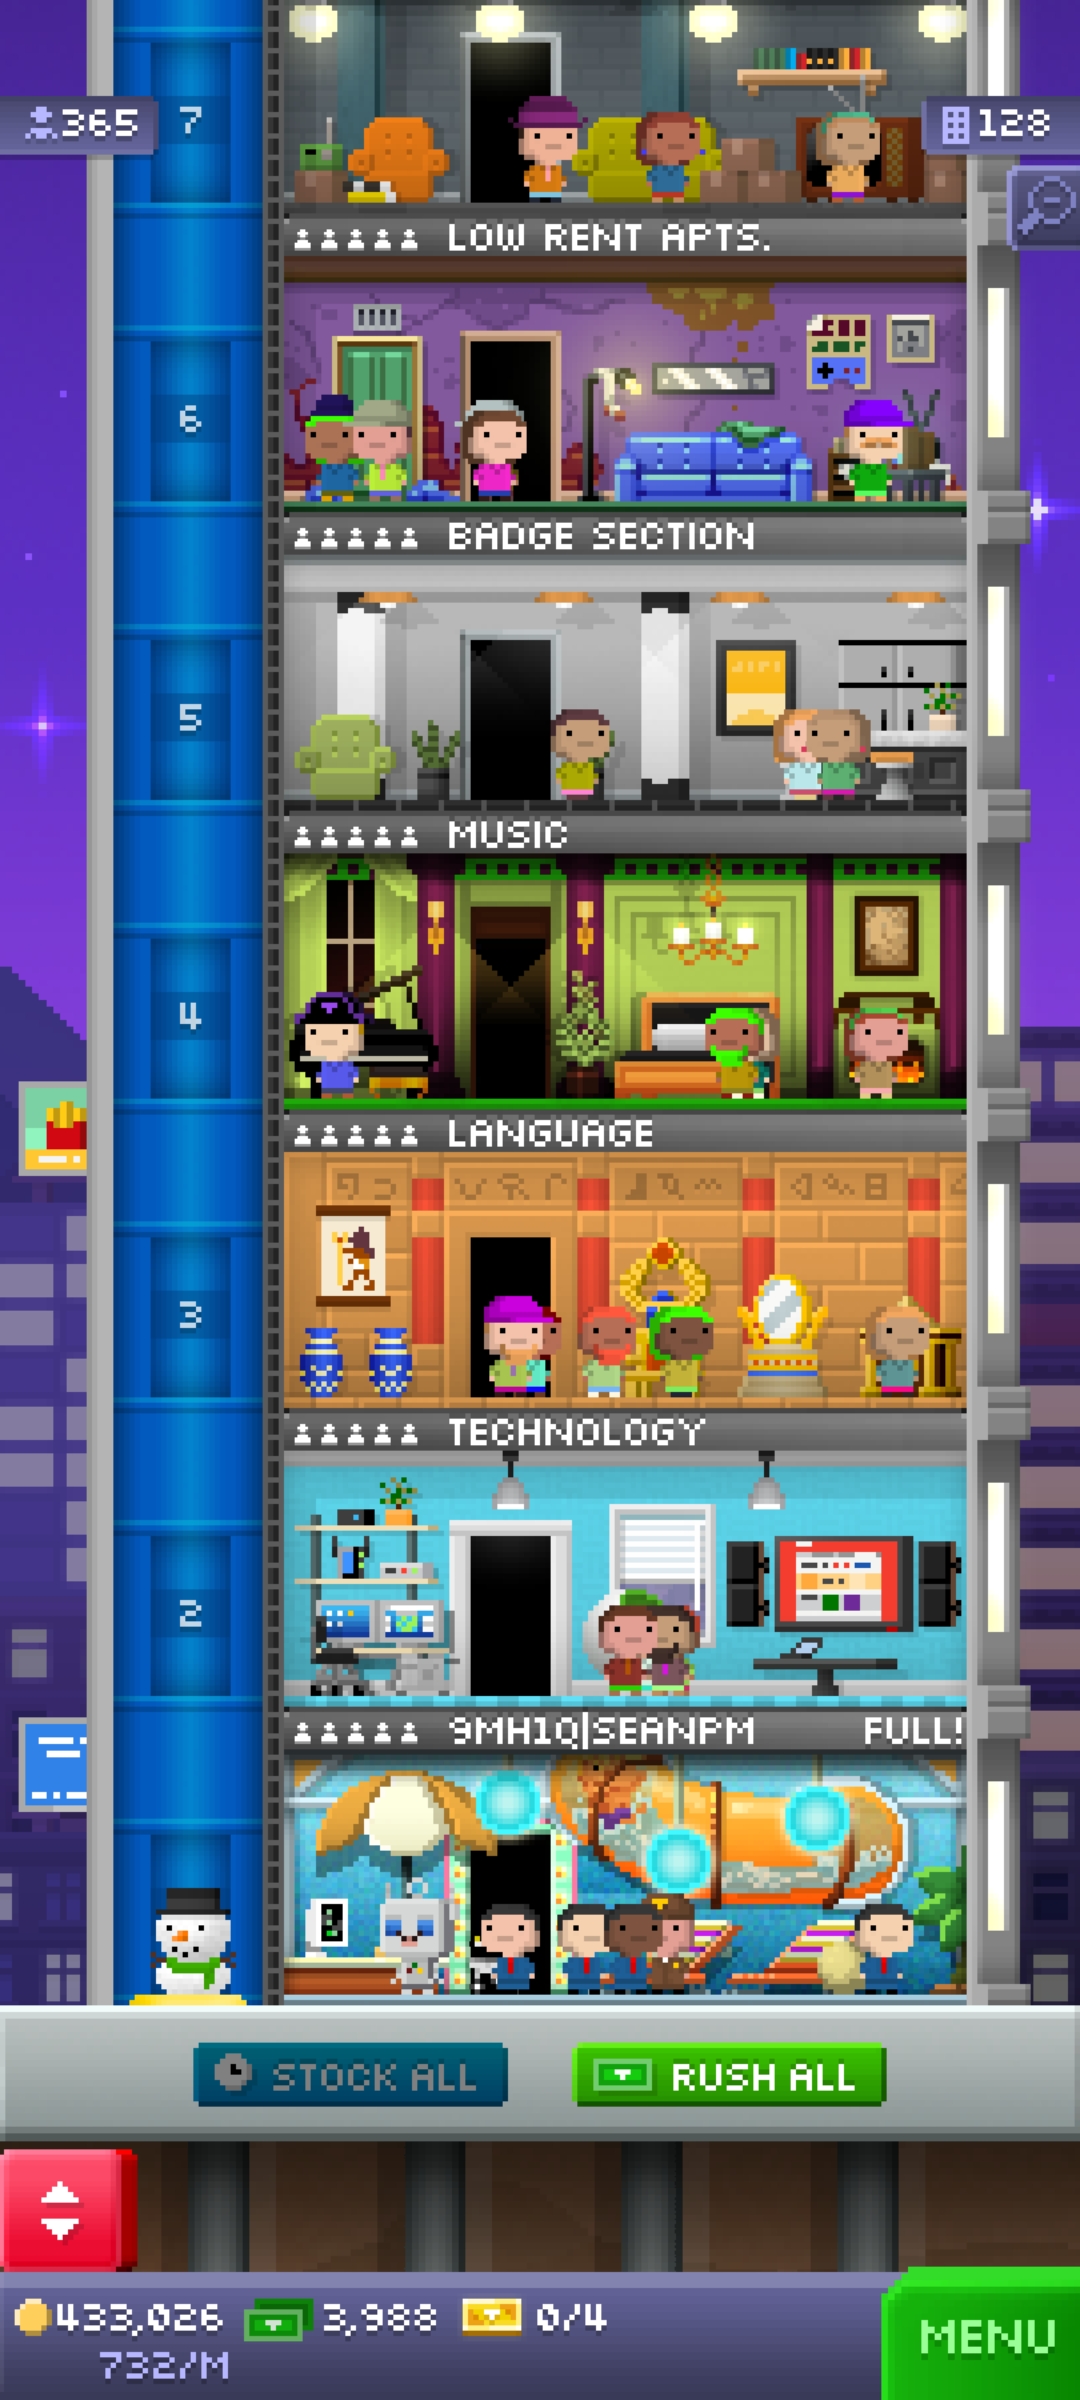 365
7
128
LOW RENT APTS.
6
BADGE SECTION
5
MUSIC
4
LANGUAGE
3
TECHNOLOGY
2
9MH1Q|SEANPM FULL!
STOCK ALL
RUSH ALL
433,026 3,988 0/4
732/M
MENU